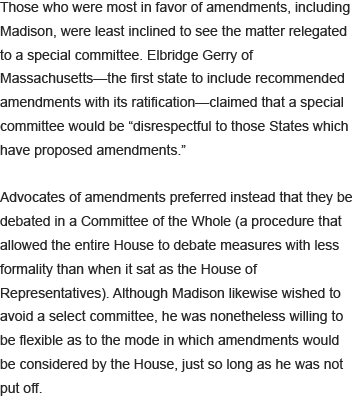 Those who were most in favor of amendments, including
Madison, were least inclined to see the matter relegated
to a special committee. Elbridge Gerry of
Massachusetts—the first state to include recommended
amendments with its ratification—claimed that a special
committee would be “disrespectful to those States which
have proposed amendments.”

Advocates of amendments preferred instead that they be
debated in a Committee of the Whole (a procedure that
allowed the entire House to debate measures with less
formality than when it sat as the House of
Representatives). Although Madison likewise wished to
avoid a select committee, he was nonetheless willing to
be flexible as to the mode in which amendments would
be considered by the House, just so long as he was not
put off.